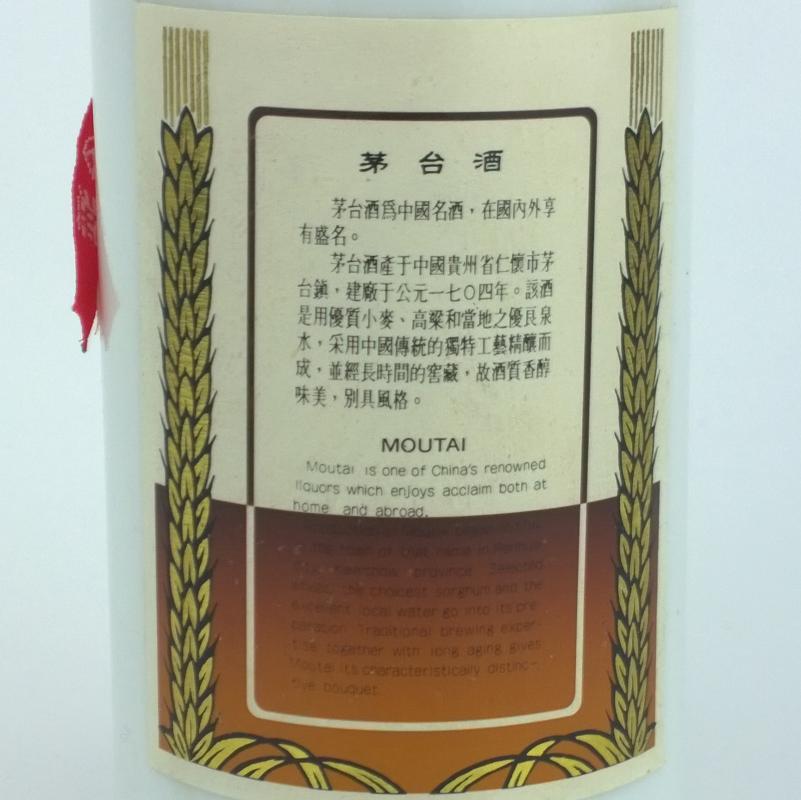 茅台酒
茅台酒爲中國名酒,在國內外享
有盛名。
茅台酒產于中國貴州省仁懷市茅
台鎮,建廠于公元一七〇四年。該酒
是用優質小麥、高粱和當地之優良泉
水,采用中國傳統的獨特工藝精釀而
成,並經長時間的窖藏,故酒質香醇
味美,別具風格。
MOUTAI
Moutai is one of China's renowned
liquors which enjoys acclaim both at
home and abroad.
the town of that name in Renhuai
province Selected
the choicest sorghum and the
excellent local water go into its pre-
paration Traditional brewing exper-
tise together with long aging gives
Moutai its characteristically distinc-
tive bouquet.